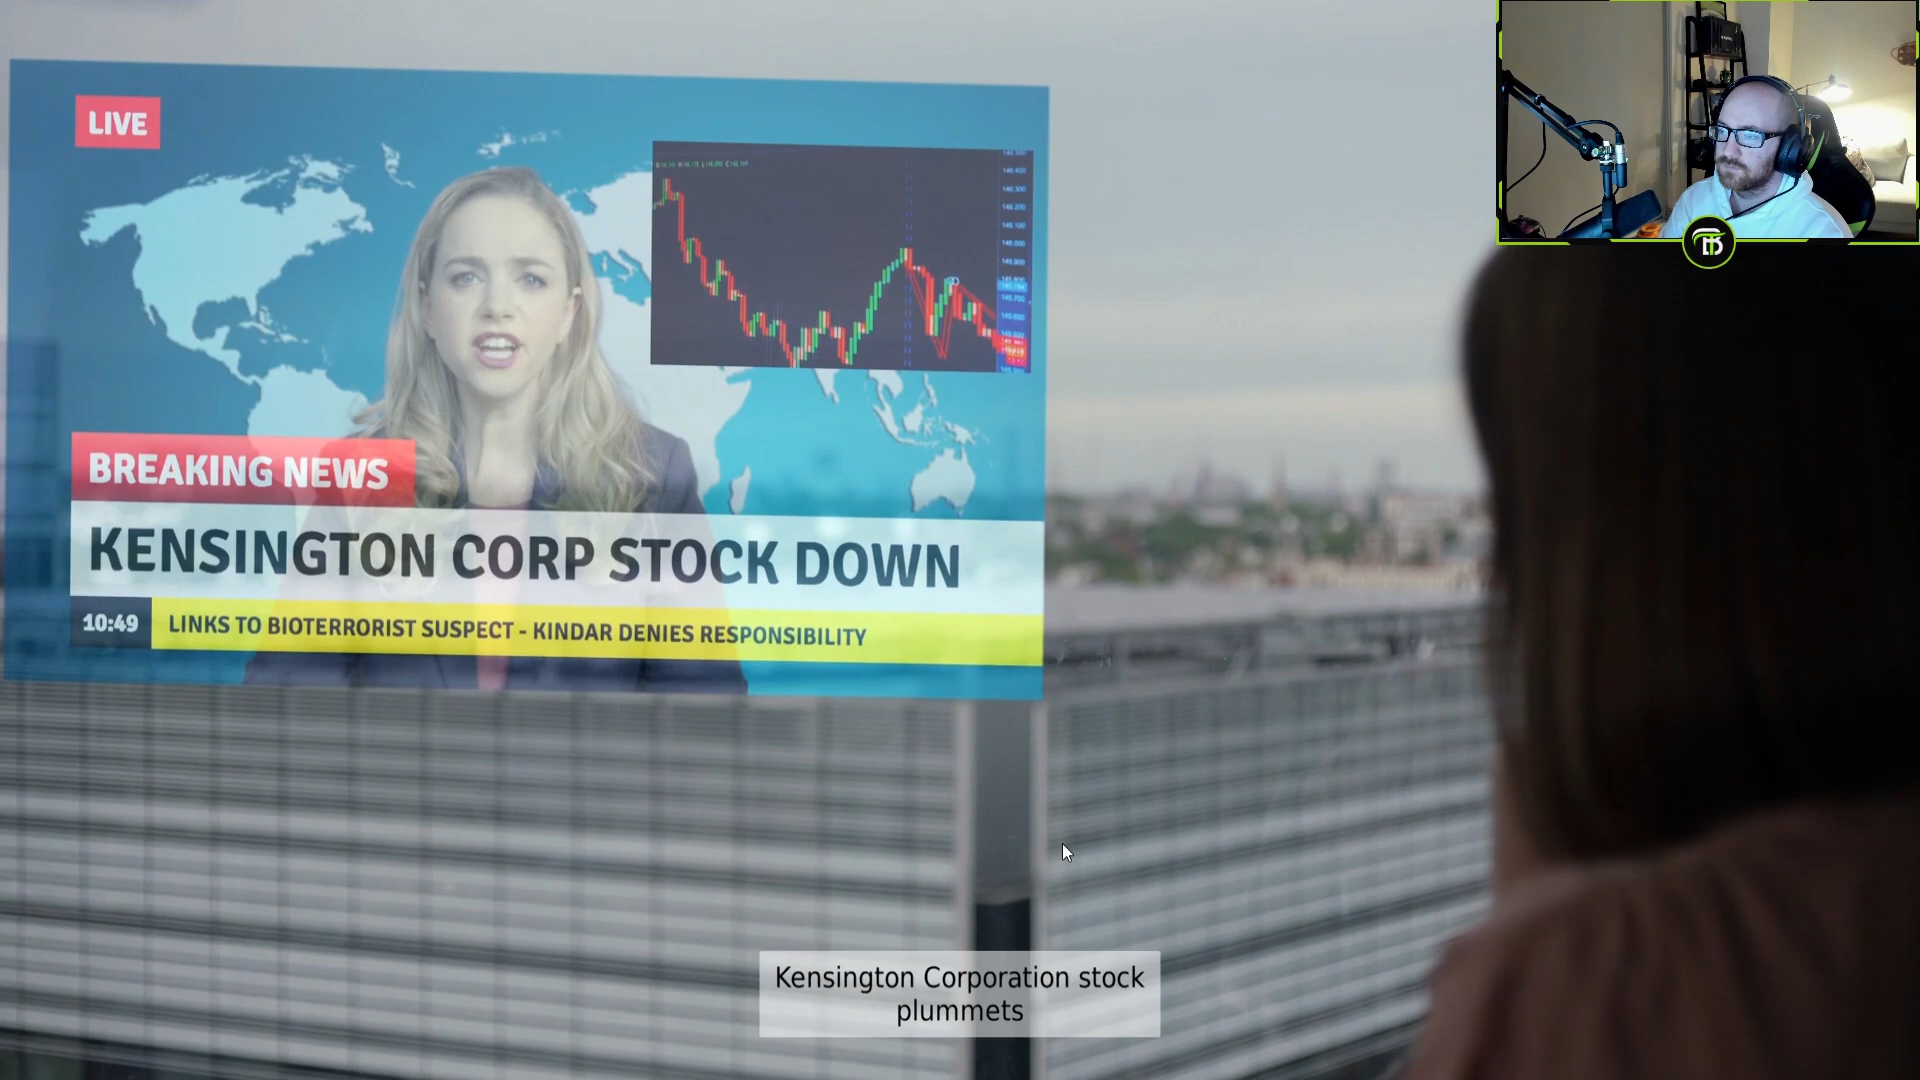 LIVE
BREAKING NEWS
KENSINGTON CORP STOCK DOWN
10:49
LINKS TO BIOTERRORIST SUSPECT - KINDAR DENIES RESPONSIBILITY
Kensington Corporation stock
plummets